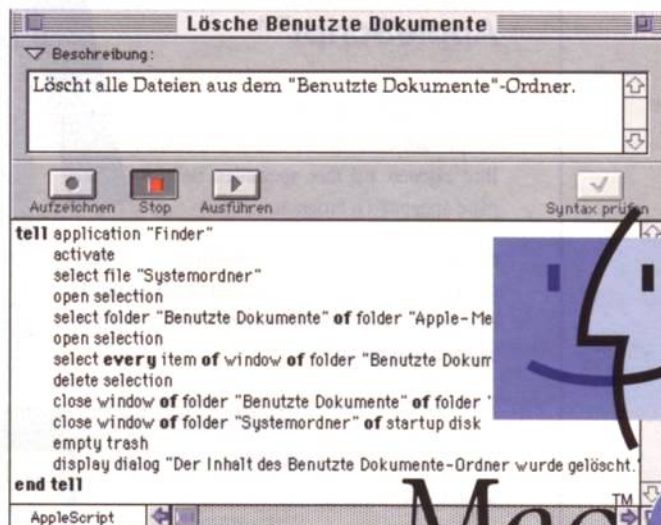 Lösche Benutzte Dokumente
Beschreibung:
Löscht alle Dateien aus dem "Benutzte Dokumente"-Ordner.
Aufzeichnen Stop Ausführen Syntax prüfen
tell application "Finder"
activate
select file "Systemordner"
open selection
select folder "Benutzte Dokumente" of folder "Apple-Me
open selection
select every item of window of folder "Benutzte Dokum
delete selection
close window of folder "Benutzte Dokumente" of folder "
close window of folder "Systemordner" of startup disk
empty trash
display dialog "Der Inhalt des Benutzte Dokumente-Ordner wurde gelöscht."
end tell
TM
AppleScript
Mac